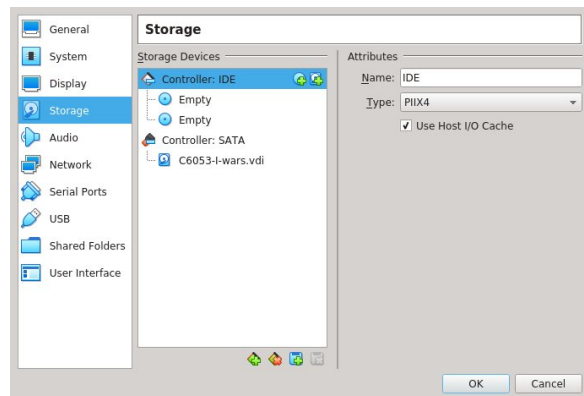 General
System
Display
Storage
Audio
Network
Serial Ports
USB
Shared Folders
User Interface
Storage
Storage Devices
Controller: IDE
Empty
Empty
Controller: SATA
C6053-I-wars.vdi
Attributes
Name: IDE
Type: PIIX4
Use Host I/O Cache
OK Cancel